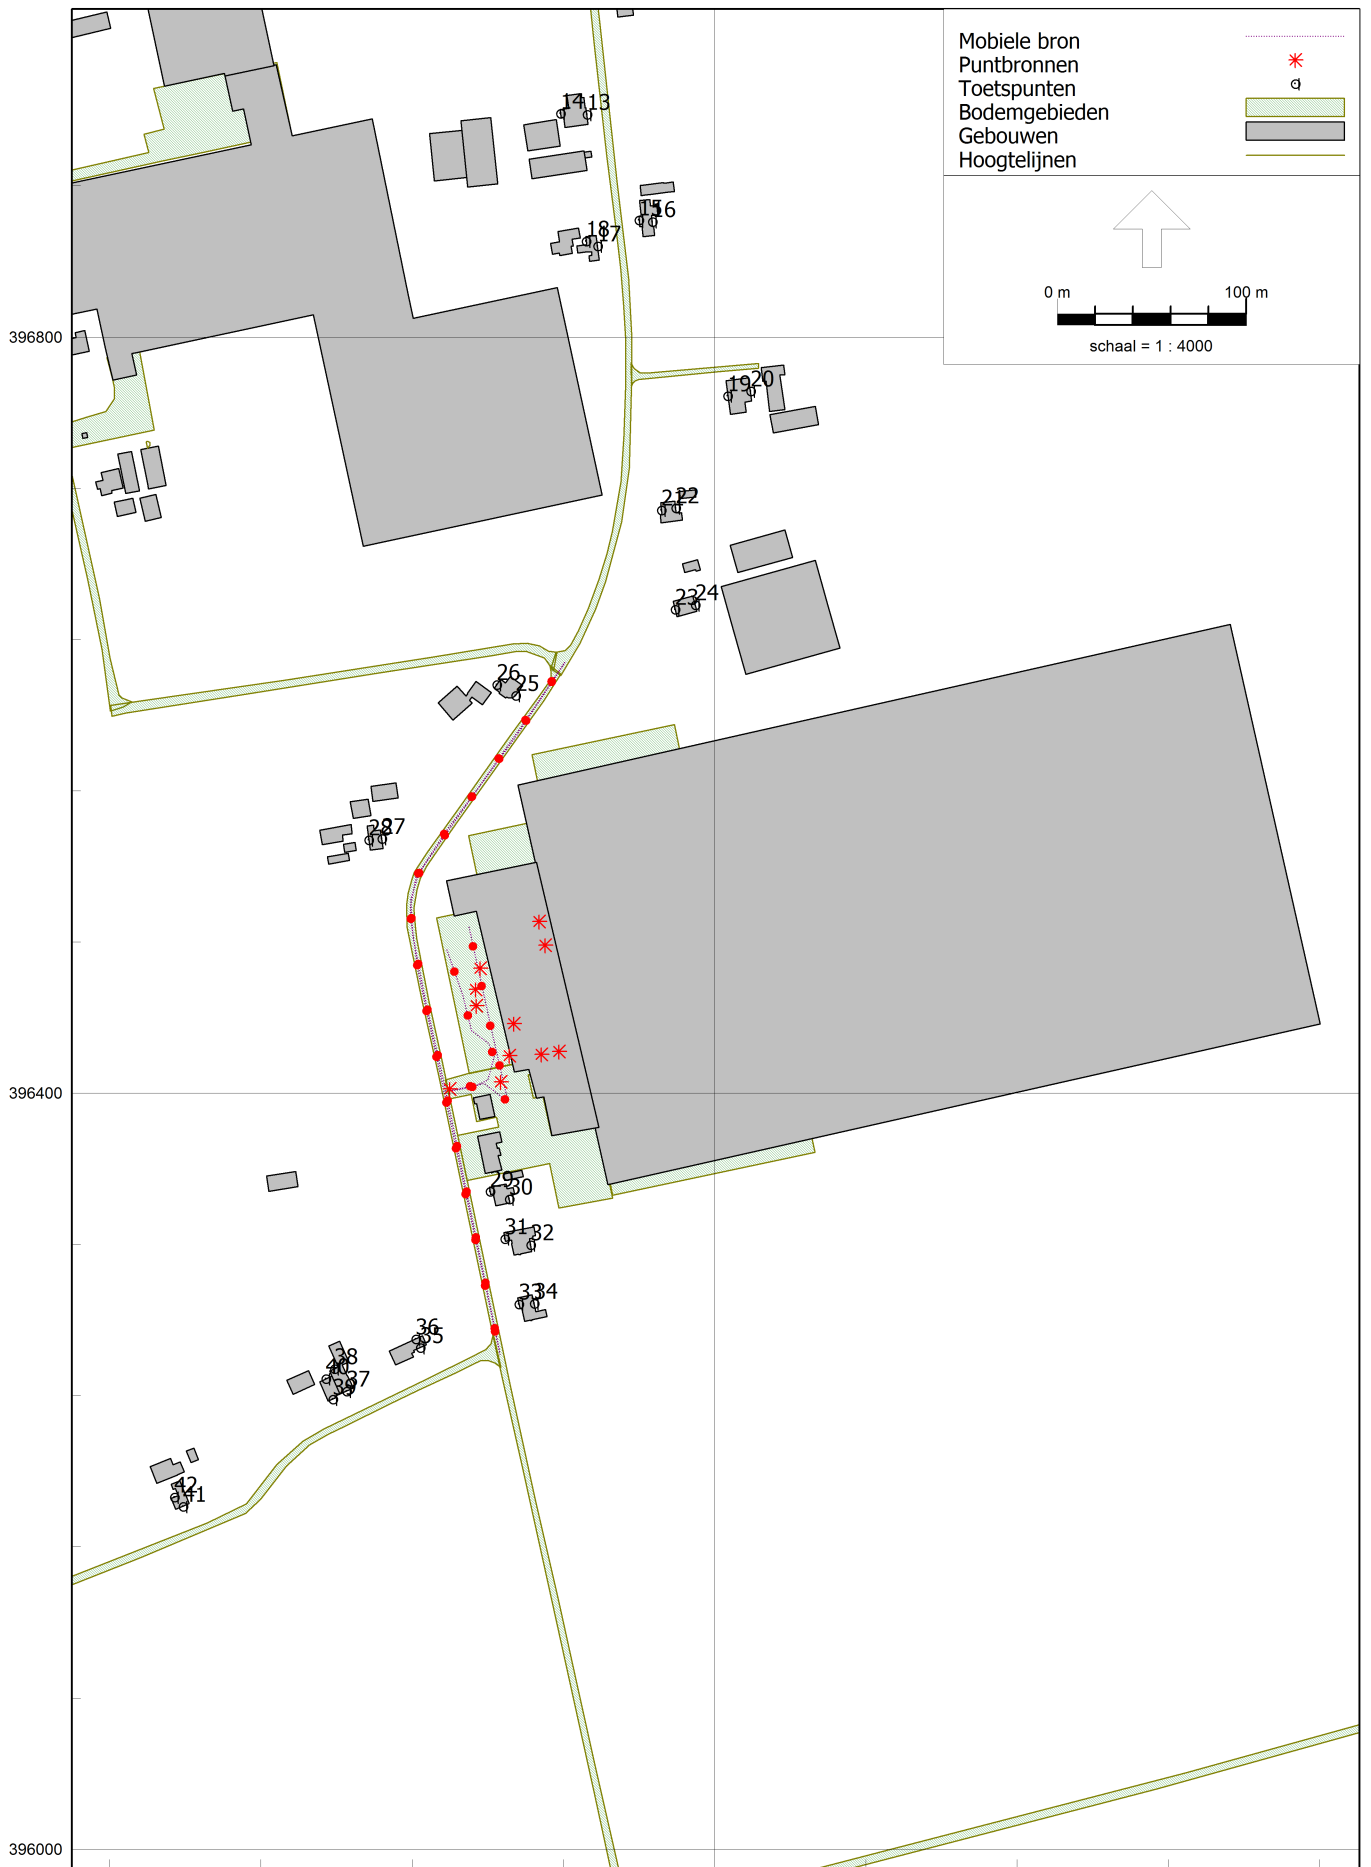 Mobiele bron
Puntbronnen
Toetspunten
Bodemgebieden
Gebouwen
Hoogtelijnen
0 m 100 m
schaal = 1 : 4000
14 13
15 16
18 17
396800
19 20
21 22
23 24
26 25
28 27
396400
29 30
31 32
33 34
36 35
38
40 37
39
42 41
396000